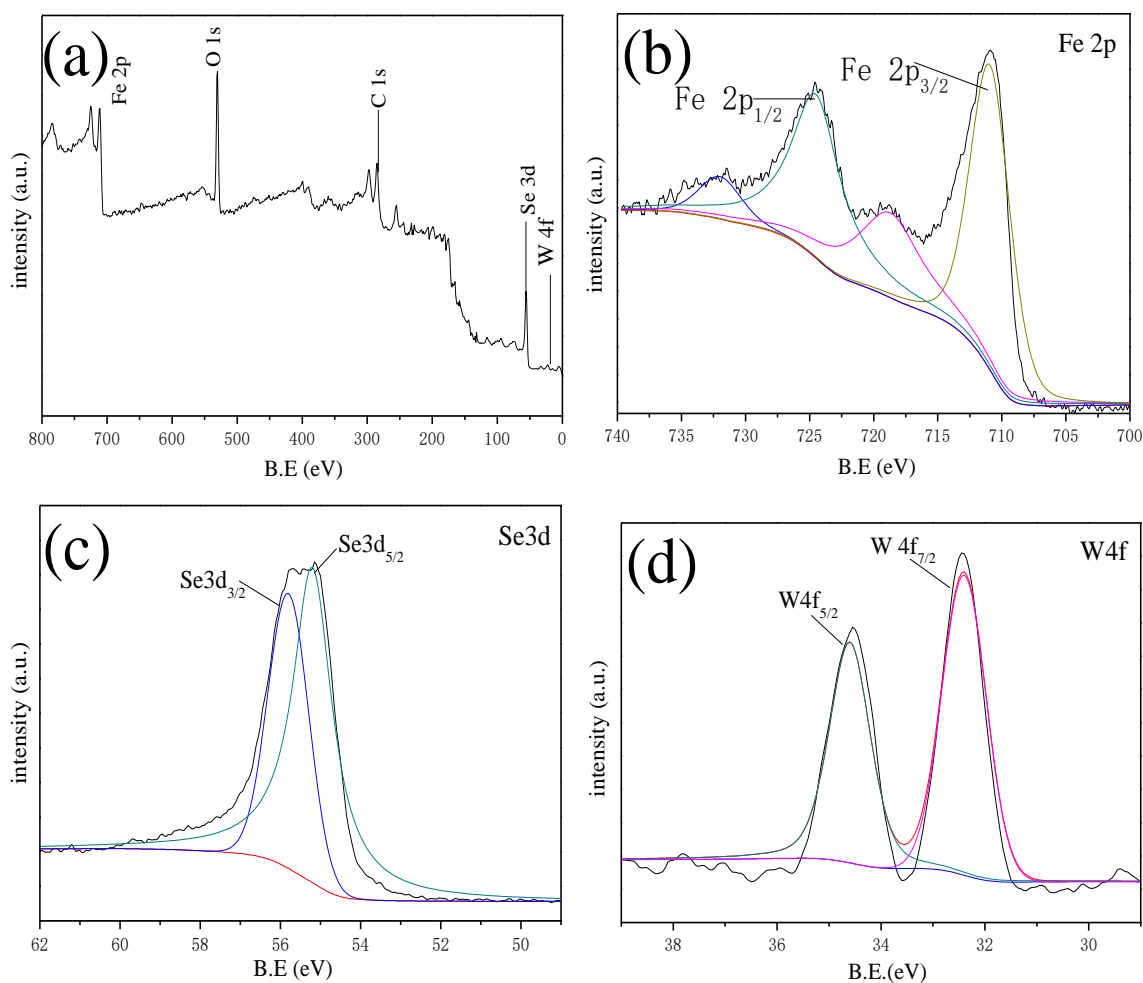 (a)
Fe 2p
O 1s
C 1s
Se 3d
W 4f
intensity (a.u.)
800 700 600 500 400 300 200 100 0
B.E (eV)
(b)
Fe 2p
Fe 2p3/2
Fe 2p1/2
intensity (a.u.)
740 735 730 725 720 715 710 705 700
B.E (eV)
(c)
Se3d
Se3d5/2
Se3d3/2
intensity (a.u.)
62 60 58 56 54 52 50
B.E (eV)
(d)
W4f
W 4f7/2
W4f5/2
intensity (a.u.)
38 36 34 32 30
B.E.(eV)